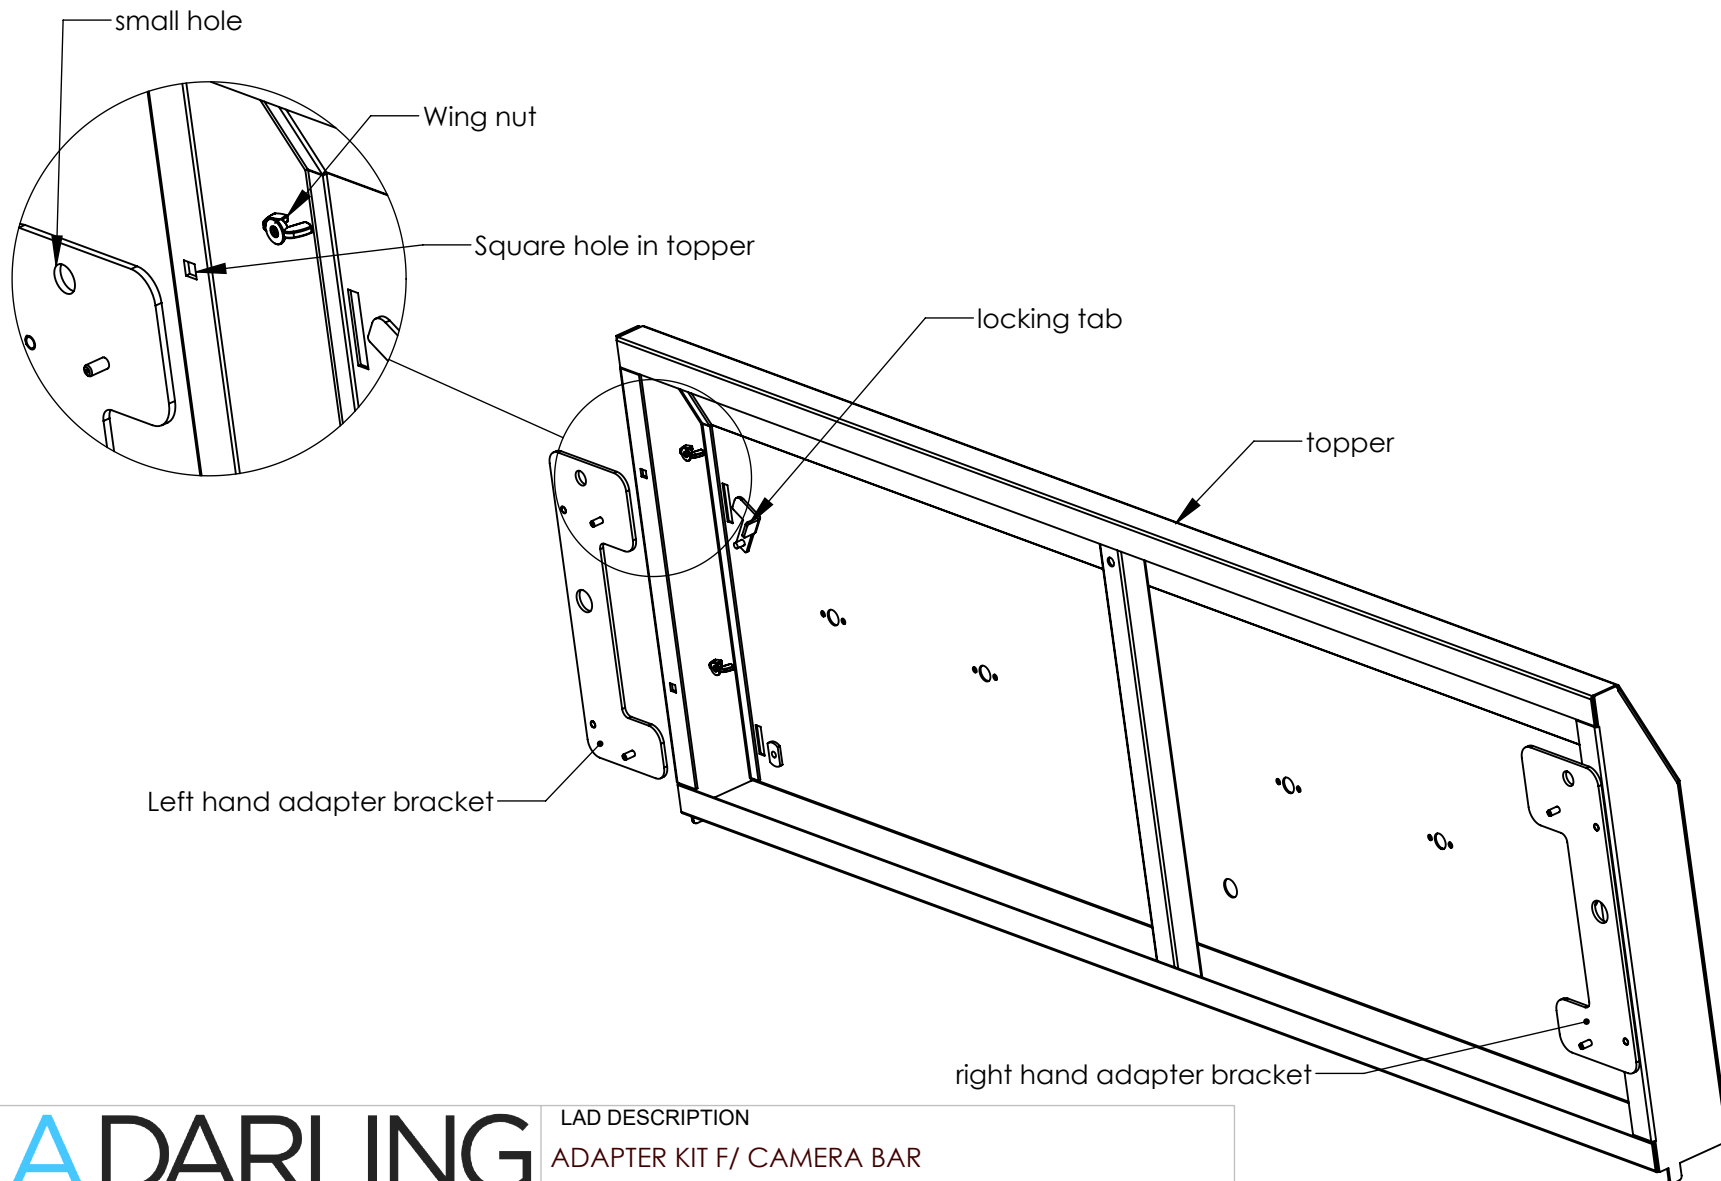 small hole
Wing nut
Square hole in topper
locking tab
topper
Left hand adapter bracket
right hand adapter bracket
LAD DESCRIPTION
A DARLING
ADAPTER KIT F/ CAMERA BAR